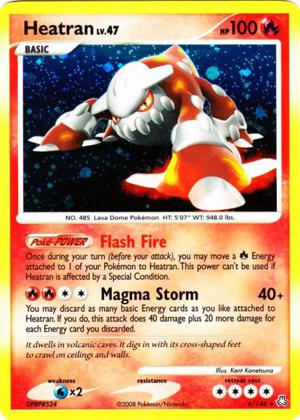 Heatran LV.47 HP 100
BASIC
NO. 485 Lava Dome Pokémon HT: 5'07" WT: 948.0 lbs.
Poké-POWER Flash Fire
Once during your turn (before your attack), you may move a Energy
attached to 1 of your Pokémon to Heatran. This power can't be used if
Heatran is affected by a Special Condition.
Magma Storm 40+
You may discard as many basic Energy cards as you like attached to
Heatran. If you do, this attack does 40 damage plus 20 more damage
for each Energy card you discarded.
It dwells in volcanic caves. It digs in with its cross-shaped feet
to crawl on ceilings and walls.
Illus. Kent Kanetsuna
weakness resistance retreat cost
×2
DPBP#524 ©2008 Pokémon/Nintendo 6/146